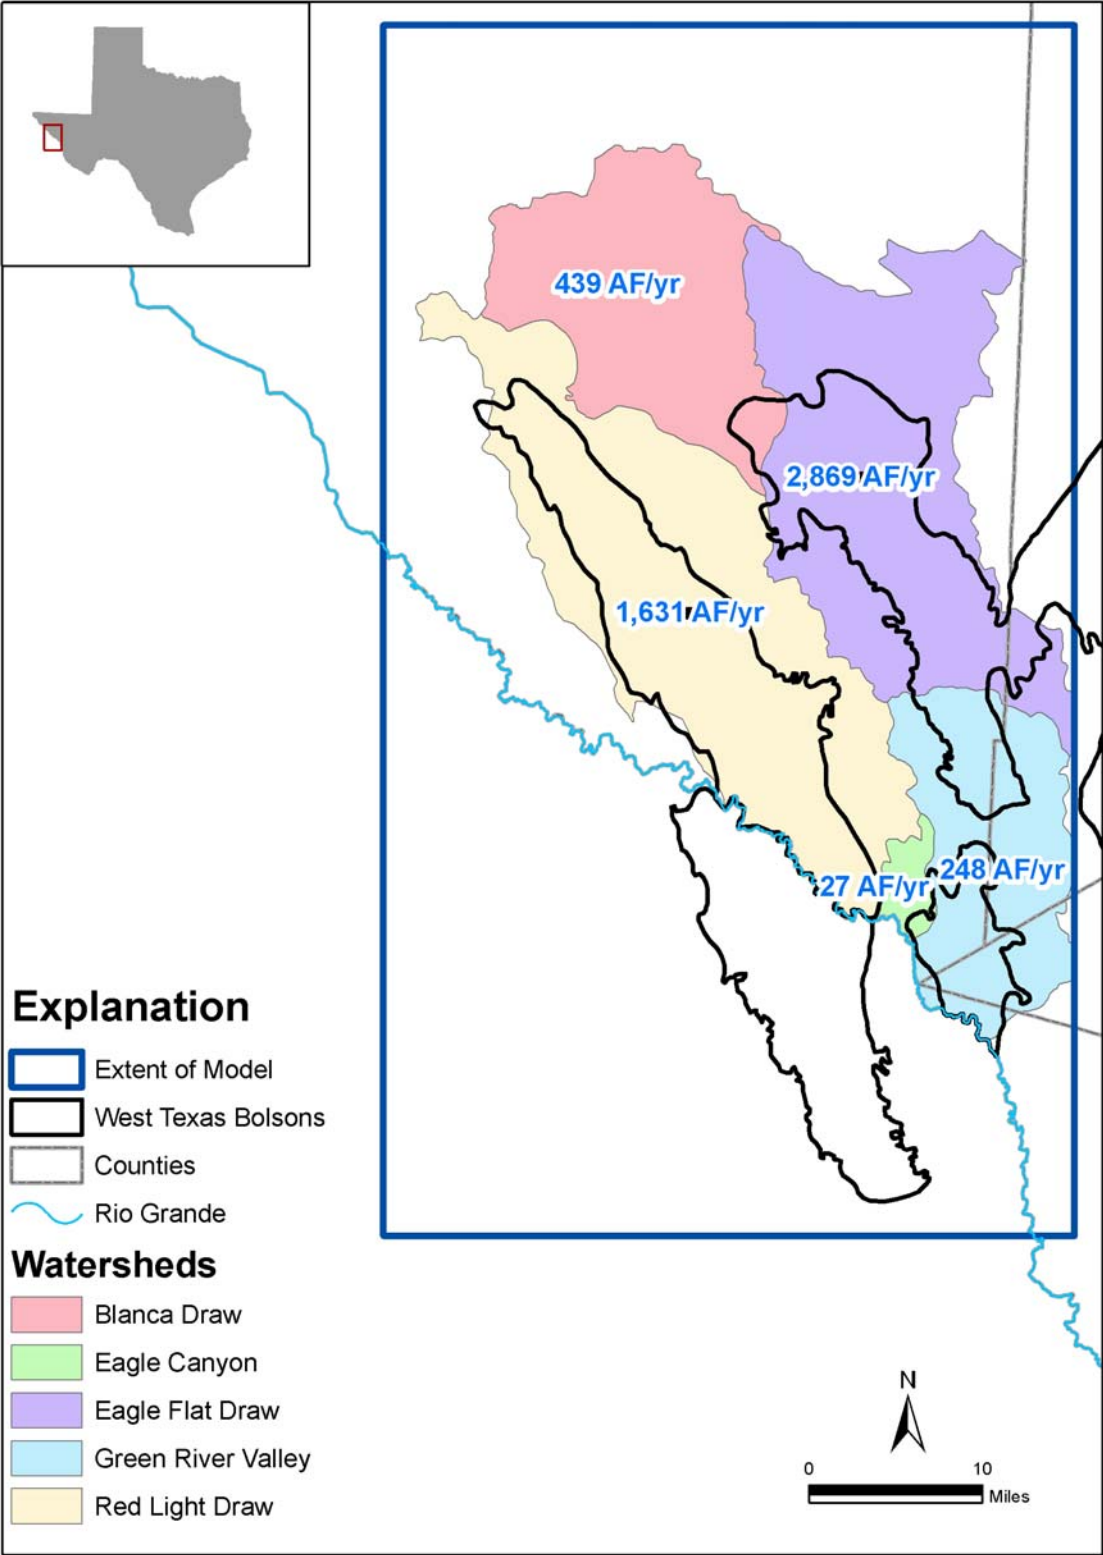 439 AF/yr
2,869 AF/yr
1,631 AF/yr
27 AF/yr
248 AF/yr
Explanation
Extent of Model
West Texas Bolsons
Counties
Rio Grande
Watersheds
Blanca Draw
Eagle Canyon
Eagle Flat Draw
Green River Valley
Red Light Draw
N
0 10
Miles